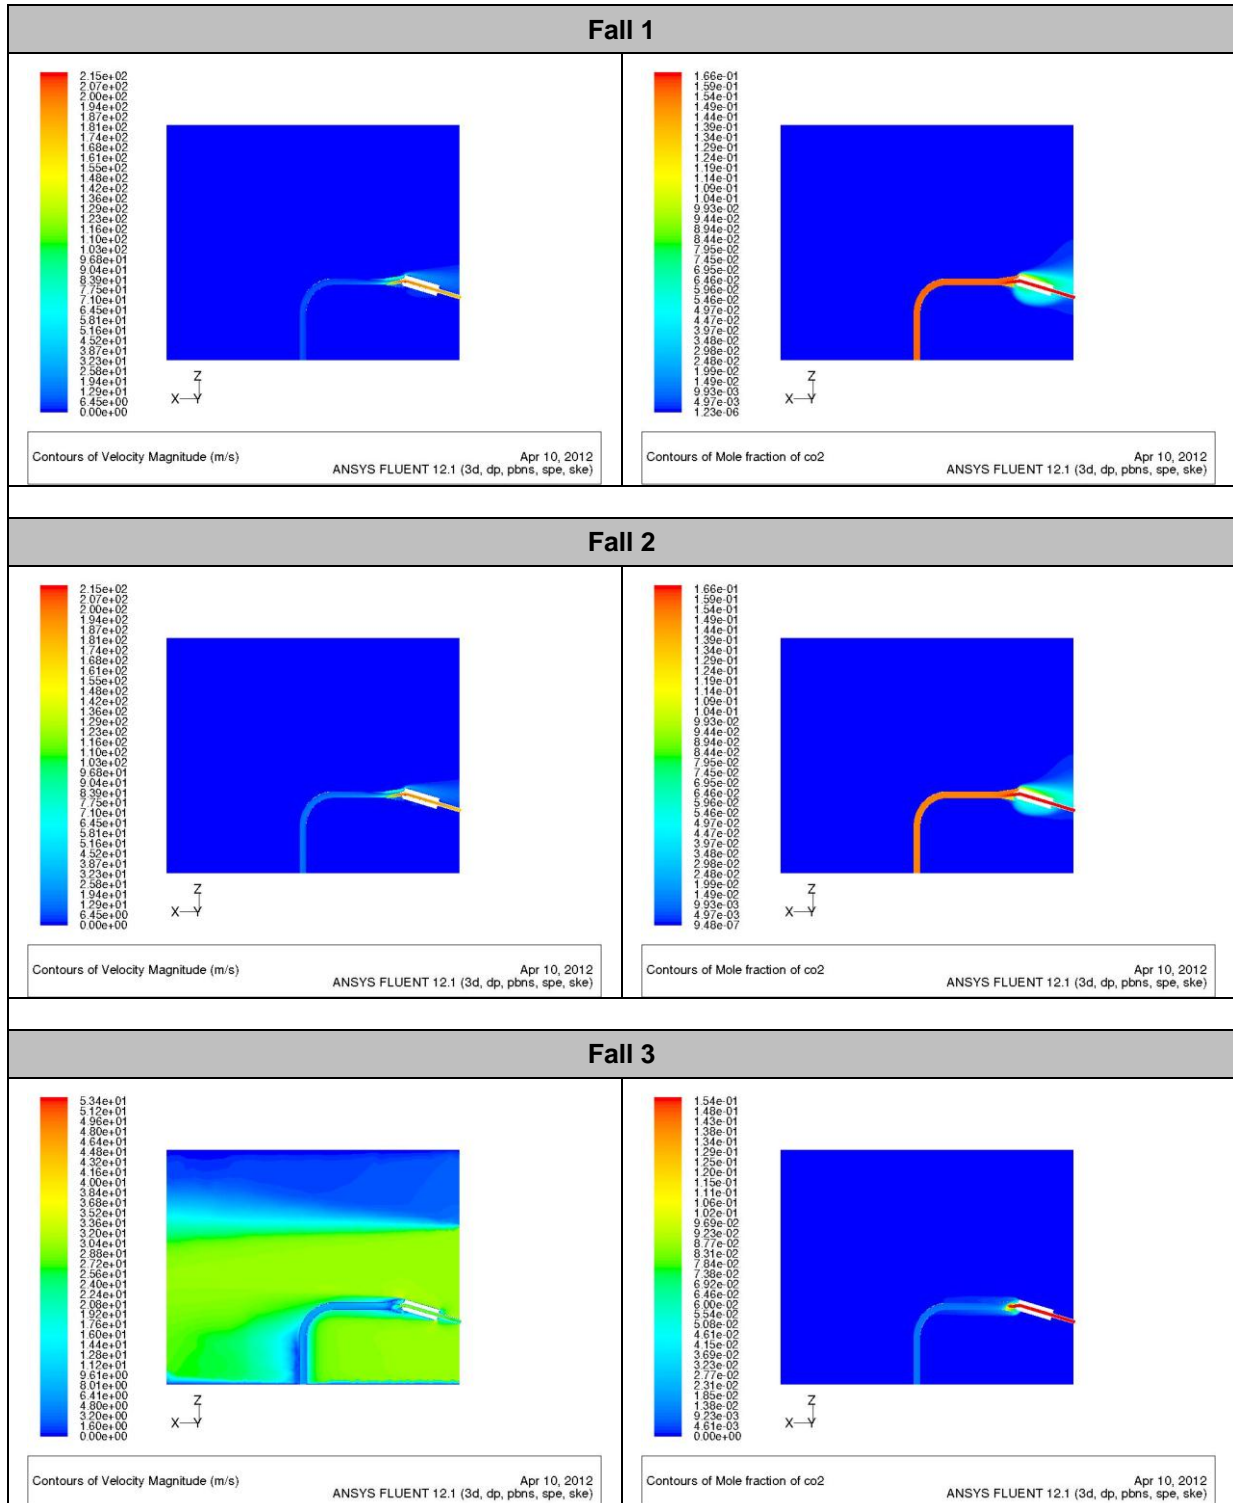 Fall 1
2.15e+02
2.07e+02
2.00e+02
1.94e+02
1.87e+02
1.81e+02
1.74e+02
1.68e+02
1.61e+02
1.55e+02
1.48e+02
1.42e+02
1.36e+02
1.29e+02
1.23e+02
1.16e+02
1.10e+02
1.03e+02
9.68e+01
9.04e+01
8.39e+01
7.75e+01
7.10e+01
6.45e+01
5.81e+01
5.16e+01
4.52e+01
3.87e+01
3.23e+01
2.58e+01
1.94e+01
1.29e+01
6.45e+00
0.00e+00
Z
X Y
Contours of Velocity Magnitude (m/s)
Apr 10, 2012
ANSYS FLUENT 12.1 (3d, dp, pbns, spe, ske)
1.66e-01
1.59e-01
1.54e-01
1.49e-01
1.44e-01
1.39e-01
1.34e-01
1.29e-01
1.24e-01
1.19e-01
1.14e-01
1.09e-01
1.04e-01
9.93e-02
9.44e-02
8.94e-02
8.44e-02
7.95e-02
7.45e-02
6.95e-02
6.46e-02
5.96e-02
5.46e-02
4.97e-02
4.47e-02
3.97e-02
3.48e-02
2.98e-02
2.48e-02
1.99e-02
1.49e-02
9.93e-03
4.97e-03
1.23e-06
Z
X Y
Contours of Mole fraction of co2
Apr 10, 2012
ANSYS FLUENT 12.1 (3d, dp, pbns, spe, ske)
Fall 2
2.15e+02
2.07e+02
2.00e+02
1.94e+02
1.87e+02
1.81e+02
1.74e+02
1.68e+02
1.61e+02
1.55e+02
1.48e+02
1.42e+02
1.36e+02
1.29e+02
1.23e+02
1.16e+02
1.10e+02
1.03e+02
9.68e+01
9.04e+01
8.39e+01
7.75e+01
7.10e+01
6.45e+01
5.81e+01
5.16e+01
4.52e+01
3.87e+01
3.23e+01
2.58e+01
1.94e+01
1.29e+01
6.45e+00
0.00e+00
Z
X Y
Contours of Velocity Magnitude (m/s)
Apr 10, 2012
ANSYS FLUENT 12.1 (3d, dp, pbns, spe, ske)
1.66e-01
1.59e-01
1.54e-01
1.49e-01
1.44e-01
1.39e-01
1.34e-01
1.29e-01
1.24e-01
1.19e-01
1.14e-01
1.09e-01
1.04e-01
9.93e-02
9.44e-02
8.94e-02
8.44e-02
7.95e-02
7.45e-02
6.95e-02
6.46e-02
5.96e-02
5.46e-02
4.97e-02
4.47e-02
3.97e-02
3.48e-02
2.98e-02
2.48e-02
1.99e-02
1.49e-02
9.93e-03
4.97e-03
9.48e-07
Z
X Y
Contours of Mole fraction of co2
Apr 10, 2012
ANSYS FLUENT 12.1 (3d, dp, pbns, spe, ske)
Fall 3
5.34e+01
5.12e+01
4.96e+01
4.80e+01
4.64e+01
4.48e+01
4.32e+01
4.16e+01
4.00e+01
3.84e+01
3.68e+01
3.52e+01
3.36e+01
3.20e+01
3.04e+01
2.88e+01
2.72e+01
2.56e+01
2.40e+01
2.24e+01
2.08e+01
1.92e+01
1.76e+01
1.60e+01
1.44e+01
1.28e+01
1.12e+01
9.61e+00
8.01e+00
6.41e+00
4.80e+00
3.20e+00
1.60e+00
0.00e+00
Z
X Y
Contours of Velocity Magnitude (m/s)
Apr 10, 2012
ANSYS FLUENT 12.1 (3d, dp, pbns, spe, ske)
1.54e-01
1.48e-01
1.43e-01
1.38e-01
1.34e-01
1.29e-01
1.25e-01
1.20e-01
1.15e-01
1.11e-01
1.06e-01
1.02e-01
9.69e-02
9.23e-02
8.77e-02
8.31e-02
7.84e-02
7.38e-02
6.92e-02
6.46e-02
6.00e-02
5.54e-02
5.08e-02
4.61e-02
4.15e-02
3.69e-02
3.23e-02
2.77e-02
2.31e-02
1.85e-02
1.38e-02
9.23e-03
4.61e-03
0.00e+00
Z
X Y
Contours of Mole fraction of co2
Apr 10, 2012
ANSYS FLUENT 12.1 (3d, dp, pbns, spe, ske)